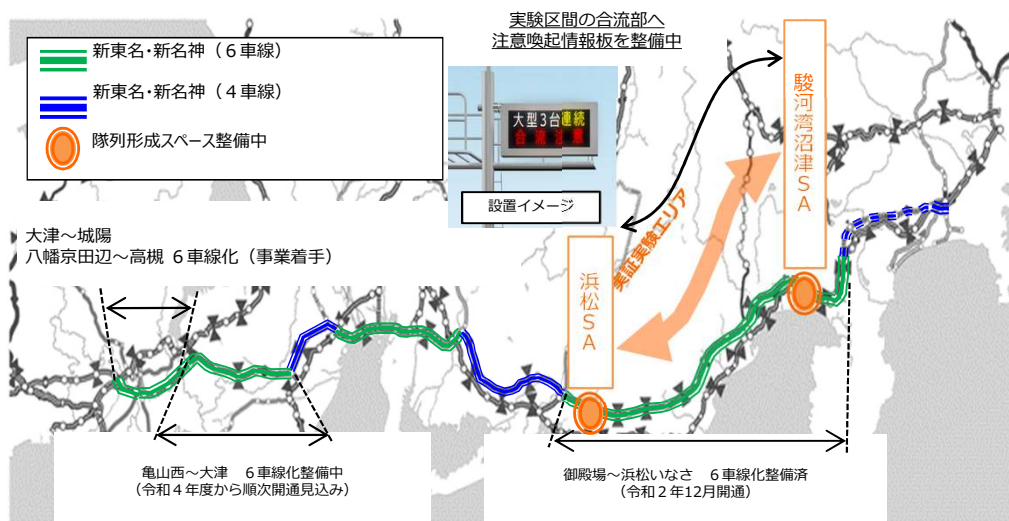 実験区間の合流部へ
注意喚起情報板を整備中
新東名・新名神（６車線）
新東名・新名神（４車線）
隊列形成スペース整備中
大型3台連続
合流注意
設置イメージ
駿河湾沼津SA
実証実験エリア
浜松SA
大津～城陽
八幡京田辺～高槻 ６車線化（事業着手）
亀山西～大津　６車線化整備中
（令和４年度から順次開通見込み）
御殿場～浜松いなさ　６車線化整備済
（令和２年12月開通）